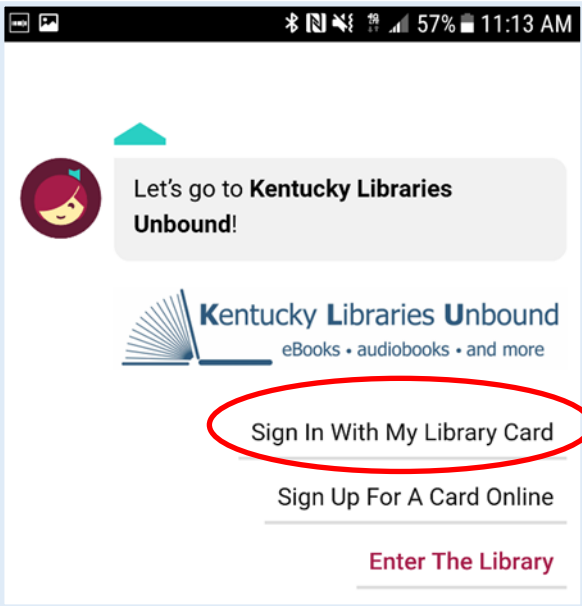 57% 11:13 AM
Let's go to Kentucky Libraries
Unbound!
Kentucky Libraries Unbound
eBooks • audiobooks • and more
Sign In With My Library Card
Sign Up For A Card Online
Enter The Library